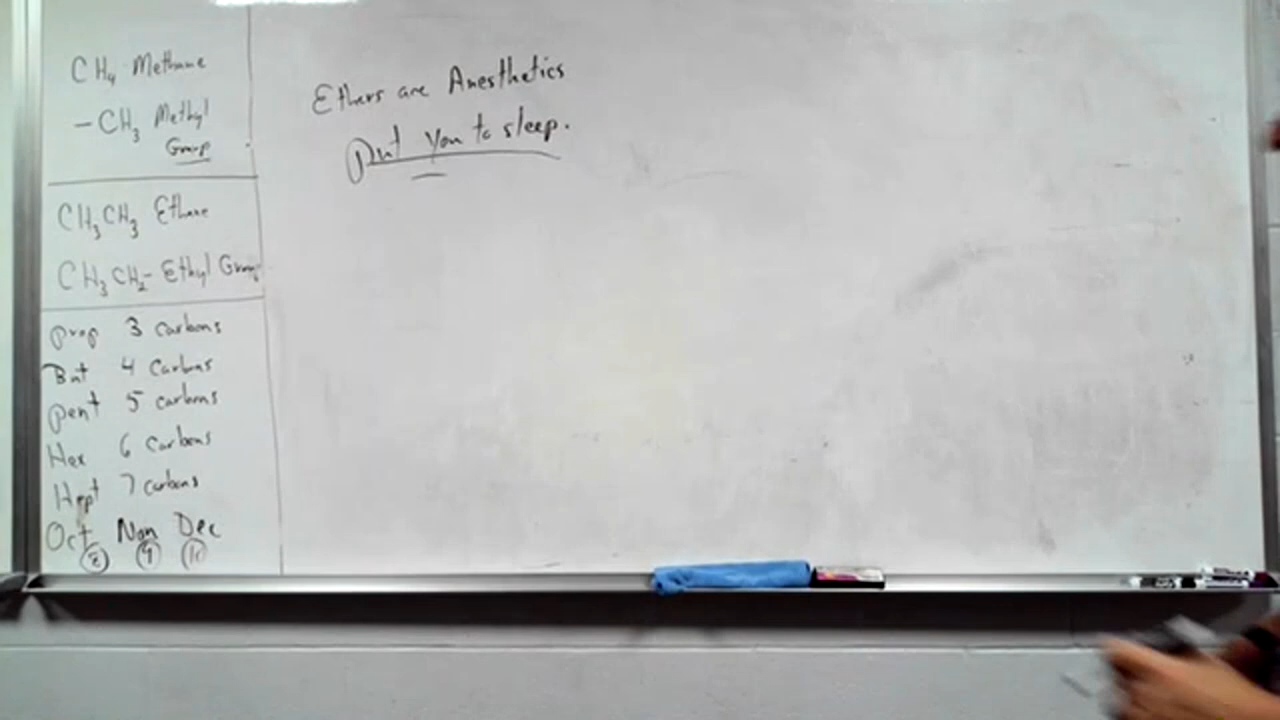 CH₄ Methane
-CH₃ Methyl
Group
CH₃CH₃ Ethane
CH₃CH₂- Ethyl Group
Prop 3 carbons
But 4 Carbons
Pent 5 carbons
Hex 6 Carbons
Hept 7 carbons
Oct Non Dec
8 9 10
Ethers are Anesthetics
Put you to sleep.